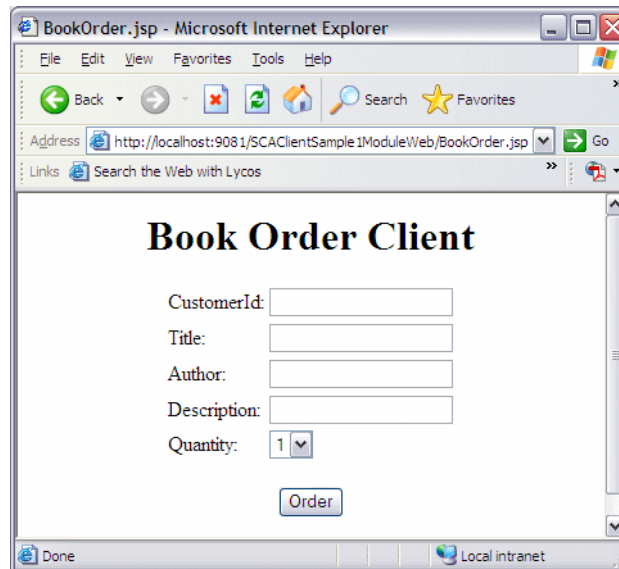 BookOrder.jsp - Microsoft Internet Explorer
File Edit View Favorites Tools Help
Back Search Favorites
Address http://localhost:9081/SCAClientSample1ModuleWeb/BookOrder.jsp Go
Links Search the Web with Lycos
Book Order Client
CustomerId:
Title:
Author:
Description:
Quantity: 1
Order
Done Local intranet